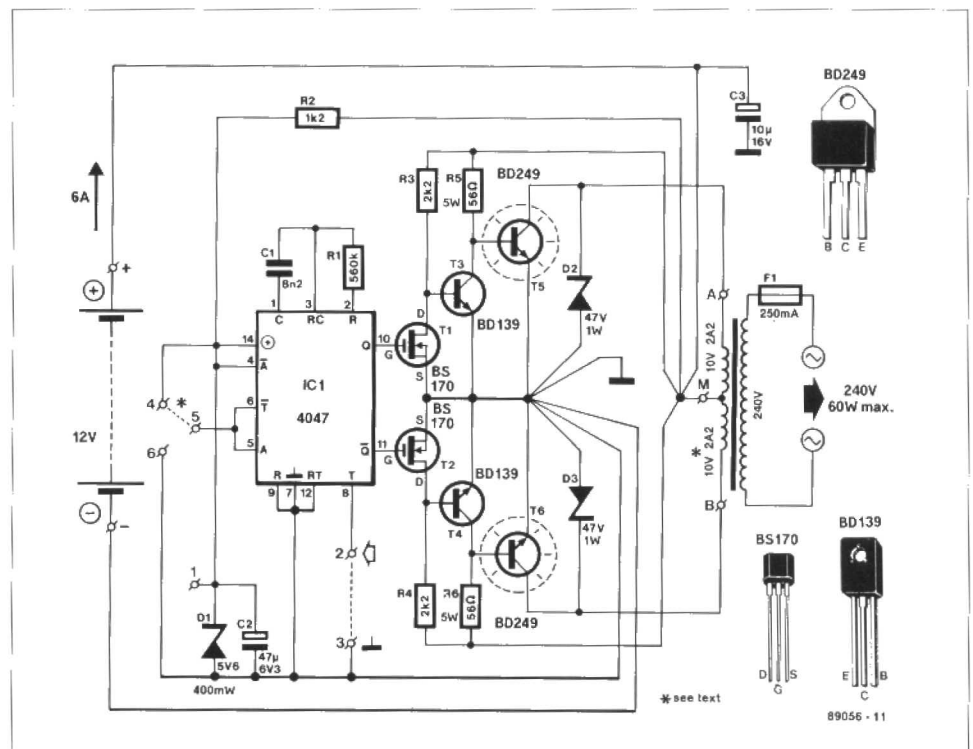 BD249
C3
10µ
16V
B C E
R2
1k2
6A
R3
2k2
R5
5W
56Ω
BD249
C1
8n2
R1
560k
T3
T5
D2
47V
1W
BD139
A
F1
250mA
1 3 2
C RC R
14 ⊕
4 A̅
D
T1
Q 10
G
S
BS
170
IC1
4047
10V 2A2
M
240V
240V
60W max.
4 *
5
6
6 T̅
5 A
12V
+
⊕
⊖
-
S
BS
170
Q̅ 11
G
T2
D
* 10V 2A2
R ⊥ RT T
9 7 12 8
BD139
T4
T6
D3
47V
1W
B
2
3 ⊥
R4
2k2
R6
5W
56Ω
BD249
1
D1
5V6
400mW
C2
47µ
6V3
BS170
D G S
BD139
E C B
* see text
89056 - 11